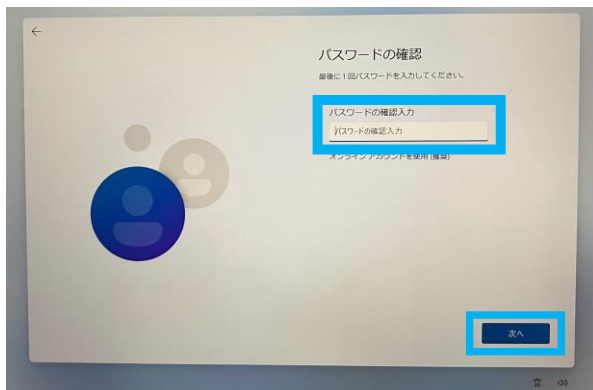 パスワードの確認
最後に1回パスワードを入力してください。
パスワードの確認入力
パスワードの確認入力
オンライン アカウントを使用 (推奨)
次へ